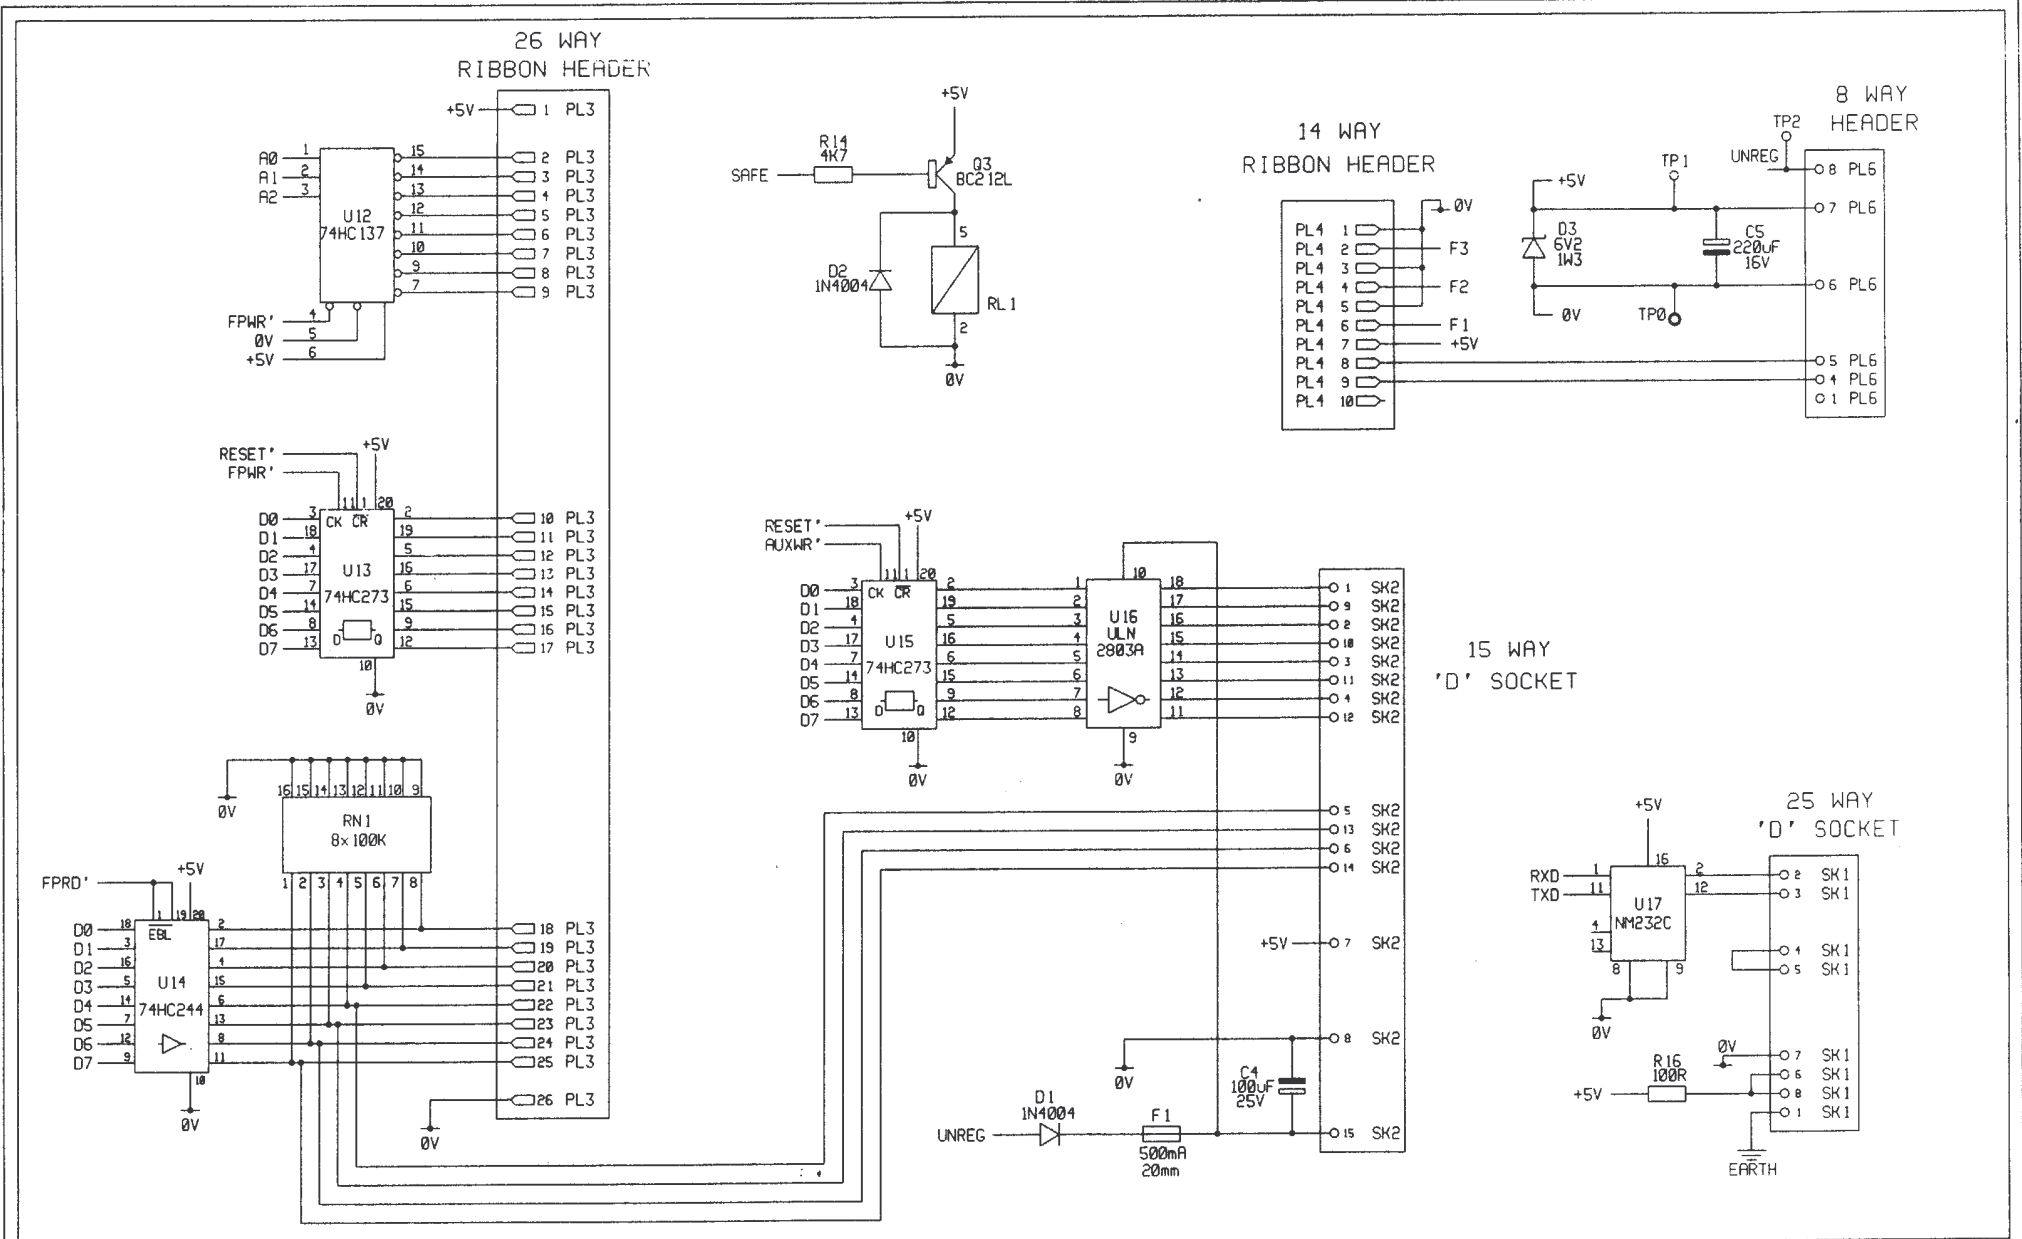 26 WAY
RIBBON HEADER
+5V 1 PL3
A0 1 15 2 PL3
A1 2 14 3 PL3
A2 3 13 4 PL3
12 5 PL3
U12
74HC137
11 6 PL3
10 7 PL3
9 8 PL3
7 9 PL3
FPWR' 4
0V 5
+5V 6
RESET'
FPWR'
+5V
11 1 20
CK CR
D0 3 2 10 PL3
D1 18 19 11 PL3
D2 4 5 12 PL3
D3 17 16 13 PL3
U13
74HC273
D4 7 6 14 PL3
D5 14 15 15 PL3
D6 8 9 16 PL3
D7 13 12 17 PL3
D Q
10
0V
0V
16 15 14 13 12 11 10 9
RN1
8×100K
1 2 3 4 5 6 7 8
FPRD'
+5V
1 19 20
EBL
D0 18 2 18 PL3
D1 3 17 19 PL3
D2 16 4 20 PL3
D3 5 15 21 PL3
U14
74HC244
D4 14 6 22 PL3
D5 7 13 23 PL3
D6 12 8 24 PL3
D7 9 11 25 PL3
10
0V
26 PL3
0V
+5V
SAFE
R14
4K7
Q3
BC212L
D2
1N4004
5
RL1
2
0V
14 WAY
RIBBON HEADER
PL4 1 0V
PL4 2 F3
PL4 3
PL4 4 F2
PL4 5
PL4 6 F1
PL4 7 +5V
PL4 8
PL4 9
PL4 10
8 WAY
HEADER
TP2
UNREG
TP1
+5V
D3
6V2
1W3
C5
220uF
16V
0V
TP0
8 PL6
7 PL6
6 PL6
5 PL6
4 PL6
1 PL6
RESET'
AUXWR'
+5V
11 1 20
CK CR
D0 3 2
D1 18 19
D2 4 5
D3 17 16
U15
74HC273
D4 7 6
D5 14 15
D6 8 9
D7 13 12
D Q
10
0V
10
U16
ULN
2803A
1 18 1 SK2
2 17 9 SK2
3 16 2 SK2
4 15 10 SK2
5 14 3 SK2
6 13 11 SK2
7 12 4 SK2
8 11 12 SK2
9
0V
15 WAY
'D' SOCKET
5 SK2
13 SK2
6 SK2
14 SK2
+5V 7 SK2
0V
8 SK2
C4
100uF
25V
UNREG
D1
1N4004
F1
500mA
20mm
15 SK2
25 WAY
'D' SOCKET
+5V
16
RXD 1 2 2 SK1
TXD 11 12 3 SK1
U17
NM232C
4
13
8 9
0V
4 SK1
5 SK1
0V 7 SK1
6 SK1
+5V
R16
100R
8 SK1
1 SK1
EARTH